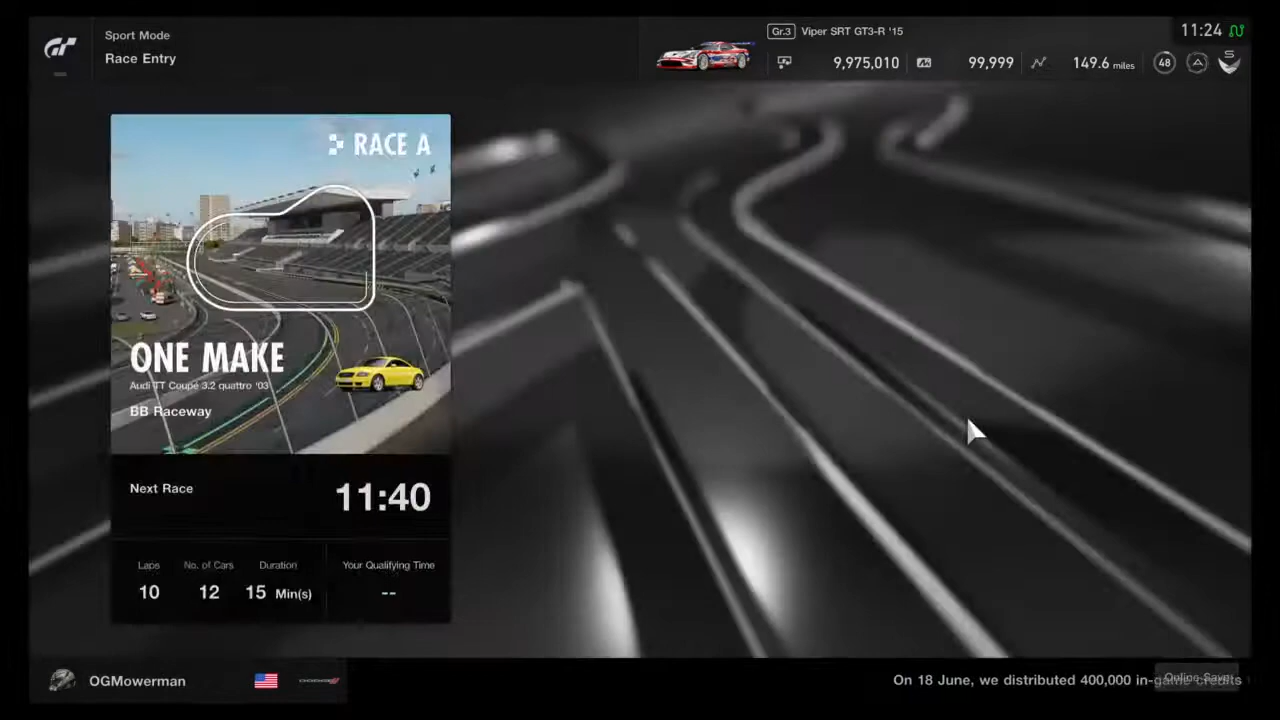 Sport Mode
Race Entry
Gr.3 Viper SRT GT3-R '15
9,975,010
99,999
149.6 miles
48
A
S
11:24
RACE A
ONE MAKE
Audi TT Coupé 3.2 quattro '03
BB Raceway
Next Race
11:40
Laps
No. of Cars
Duration
Your Qualifying Time
10
12
15 Min(s)
--
OGMowerman
On 18 June, we distributed 400,000 in-game credits
Online Save